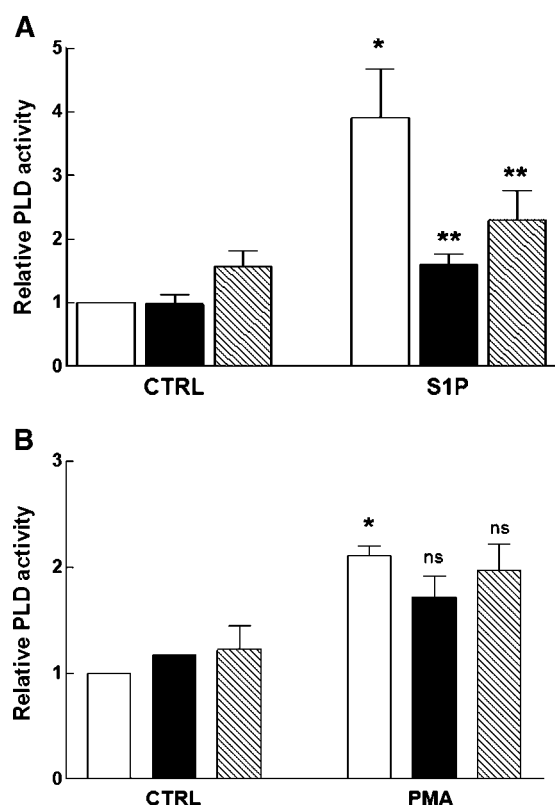 A
Relative PLD activity
5
4
3
2
1
0
*
**
**
CTRL
S1P
B
Relative PLD activity
3
2
1
0
*
ns
ns
CTRL
PMA